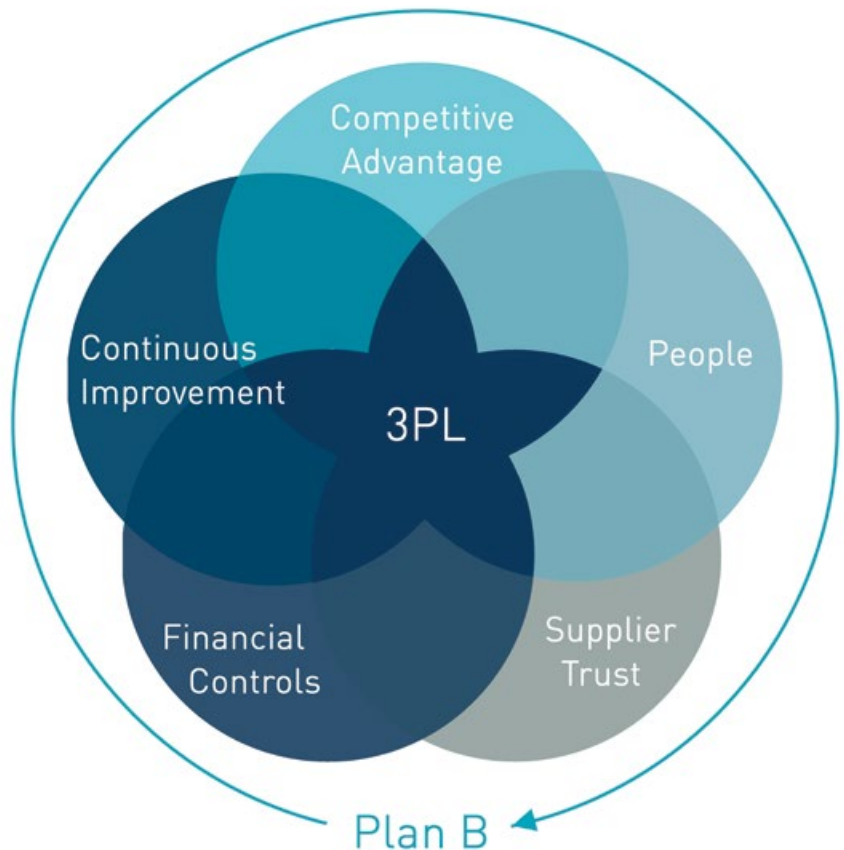 Competitive
Advantage
Continuous
Improvement
People
3PL
Financial
Controls
Supplier
Trust
Plan B